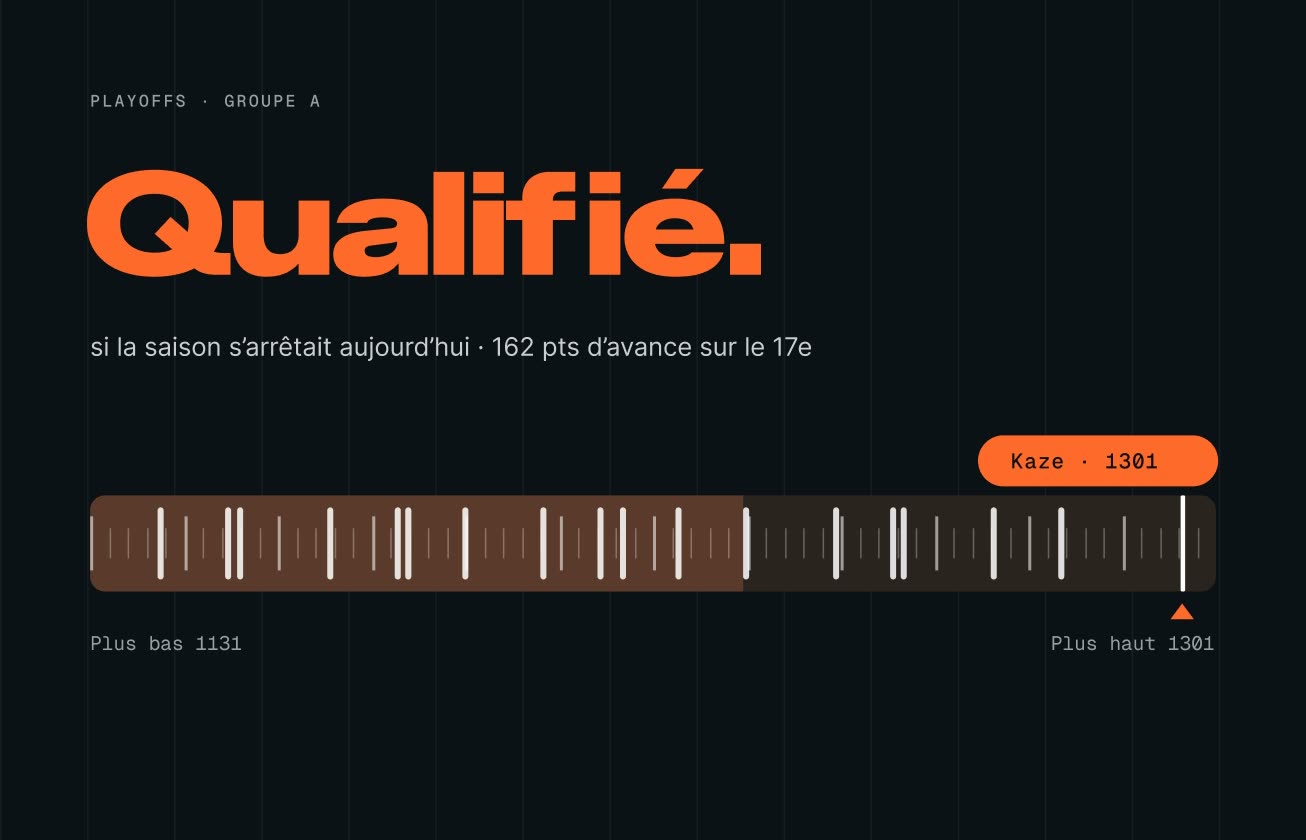 PLAYOFFS · GROUPE A
Qualifié.
si la saison s’arrêtait aujourd’hui · 162 pts d’avance sur le 17e
Kaze · 1301
Plus bas 1131
Plus haut 1301